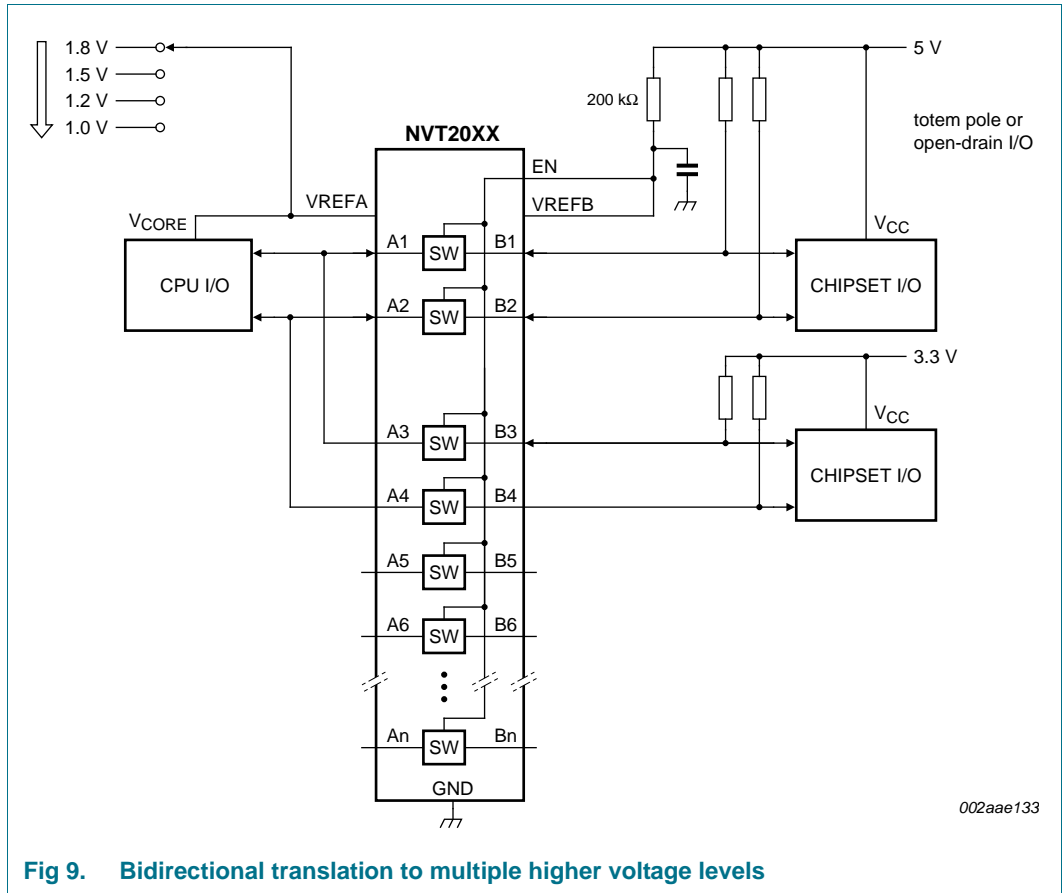 1.8 V
1.5 V
1.2 V
1.0 V
5 V
200 kΩ
totem pole or
open-drain I/O
NVT20XX
EN
VREFA
VREFB
VCORE
VCC
A1
SW
B1
CPU I/O
CHIPSET I/O
A2
SW
B2
3.3 V
VCC
A3
SW
B3
CHIPSET I/O
A4
SW
B4
A5
SW
B5
A6
SW
B6
An
SW
Bn
GND
002aae133
Fig 9. Bidirectional translation to multiple higher voltage levels